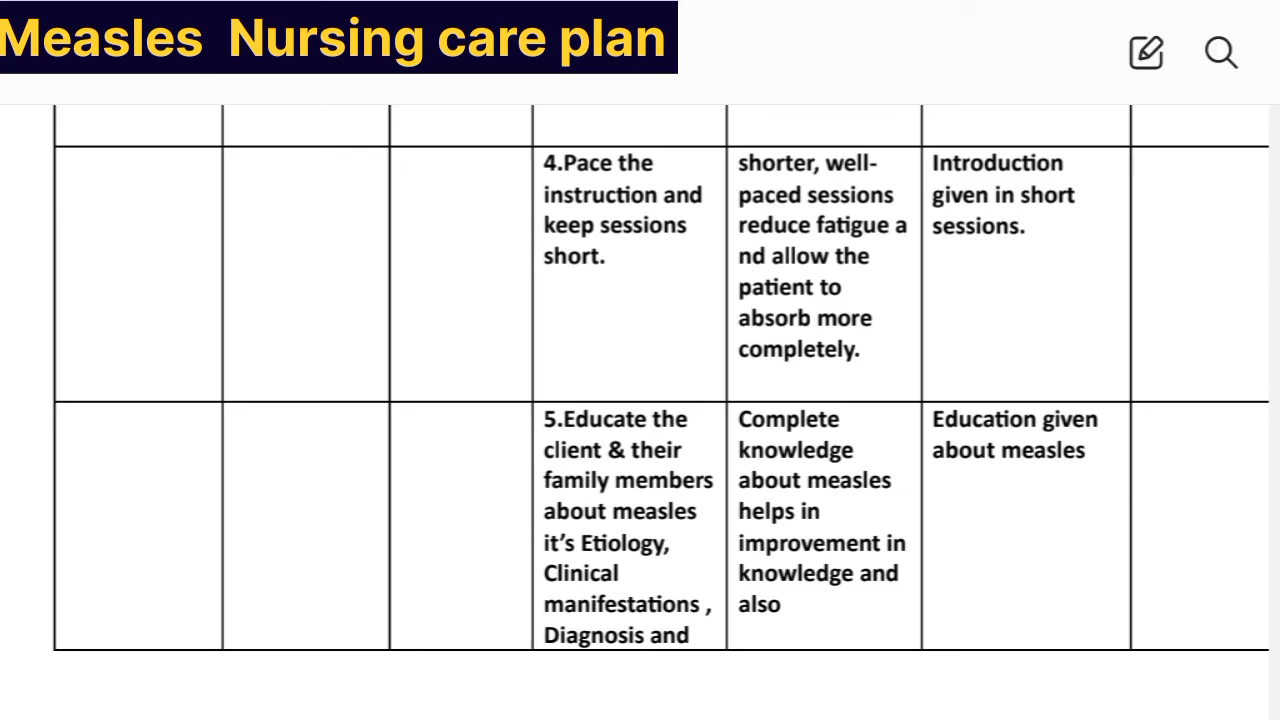 Measles Nursing care plan
4.Pace the
instruction and
keep sessions
short.
shorter, well-
paced sessions
reduce fatigue a
nd allow the
patient to
absorb more
completely.
Introduction
given in short
sessions.
5.Educate the
client & their
family members
about measles
it’s Etiology,
Clinical
manifestations ,
Diagnosis and
Complete
knowledge
about measles
helps in
improvement in
knowledge and
also
Education given
about measles